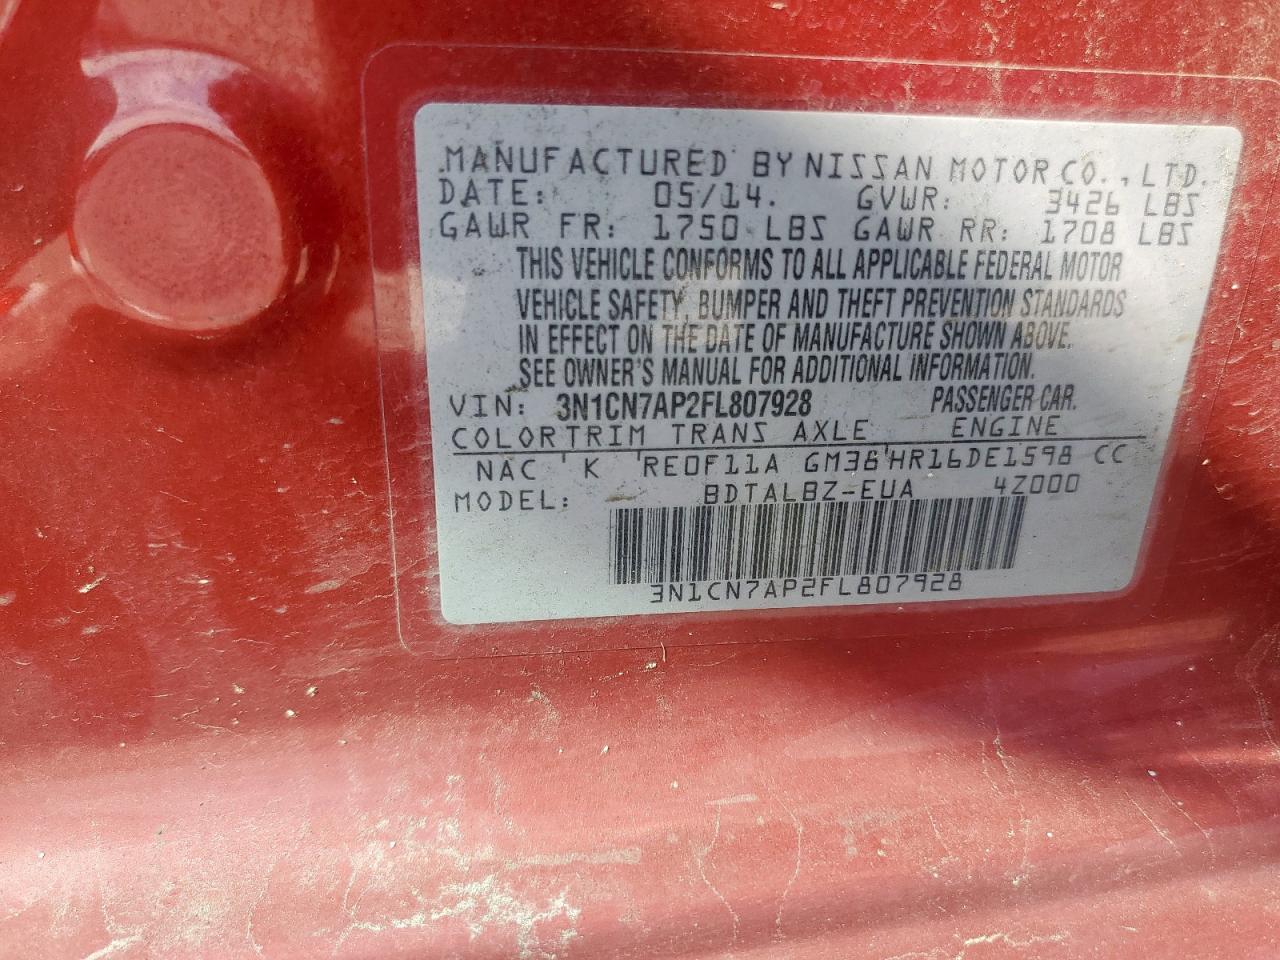 MANUFACTURED BY NISSAN MOTOR CO., LTD.
DATE: 05/14. GVWR: 3426 LBS
GAWR FR: 1750 LBS GAWR RR: 1708 LBS
THIS VEHICLE CONFORMS TO ALL APPLICABLE FEDERAL MOTOR
VEHICLE SAFETY, BUMPER AND THEFT PREVENTION STANDARDS
IN EFFECT ON THE DATE OF MANUFACTURE SHOWN ABOVE.
SEE OWNER'S MANUAL FOR ADDITIONAL INFORMATION.
VIN: 3N1CN7AP2FL807928 PASSENGER CAR.
COLORTRIM TRANS AXLE ENGINE
NAC K RE0F11A GM38 HR16DE1598 CC
MODEL: BDTALBZ-EUA 4Z000
3N1CN7AP2FL807928